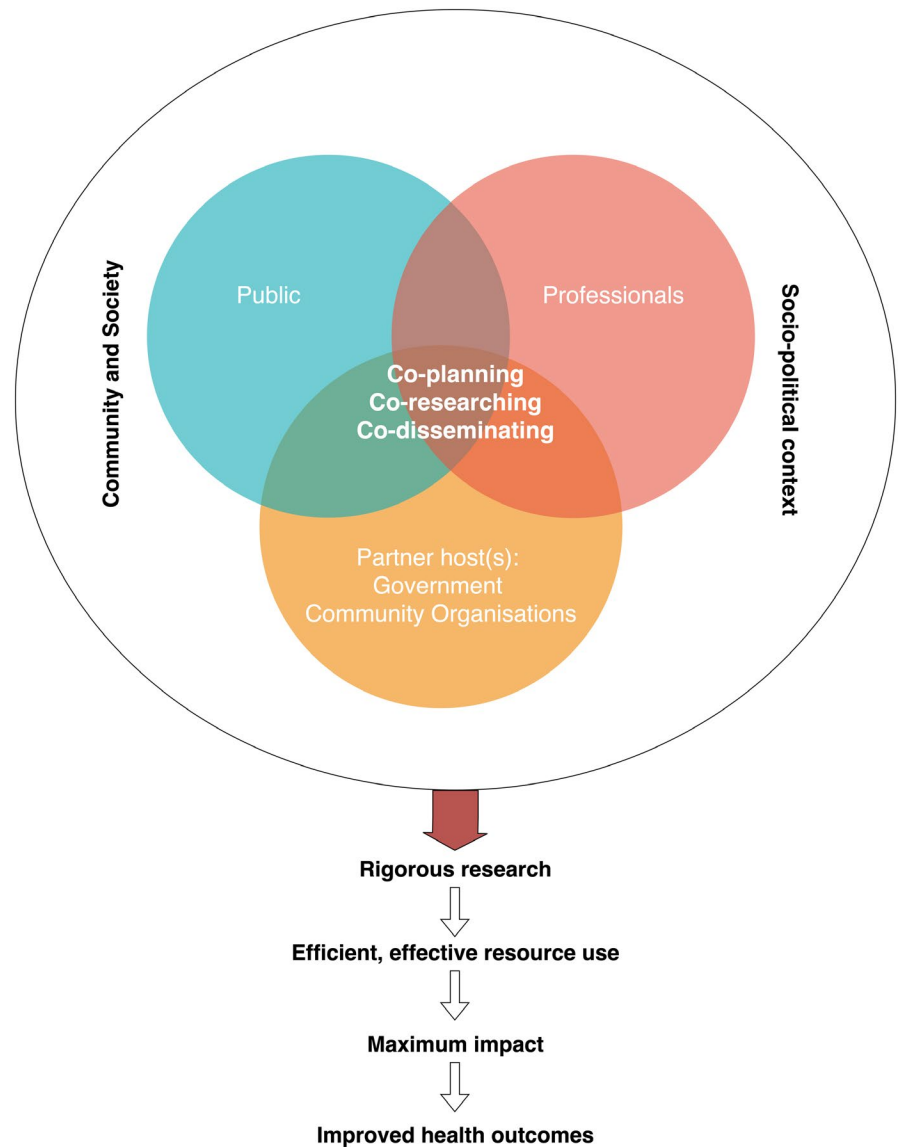 Community and Society
Public
Professionals
Socio-political context
Co-planning
Co-researching
Co-disseminating
Partner host(s):
Government
Community Organisations
Rigorous research
Efficient, effective resource use
Maximum impact
Improved health outcomes